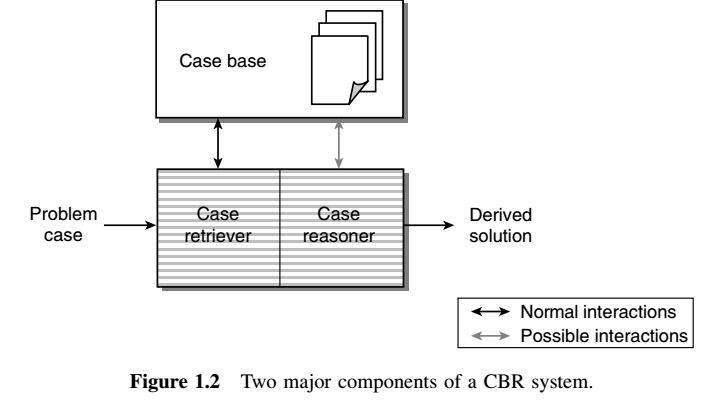 Case base
Problem
case
Case
retriever
Case
reasoner
Derived
solution
Normal interactions
Possible interactions
Figure 1.2 Two major components of a CBR system.